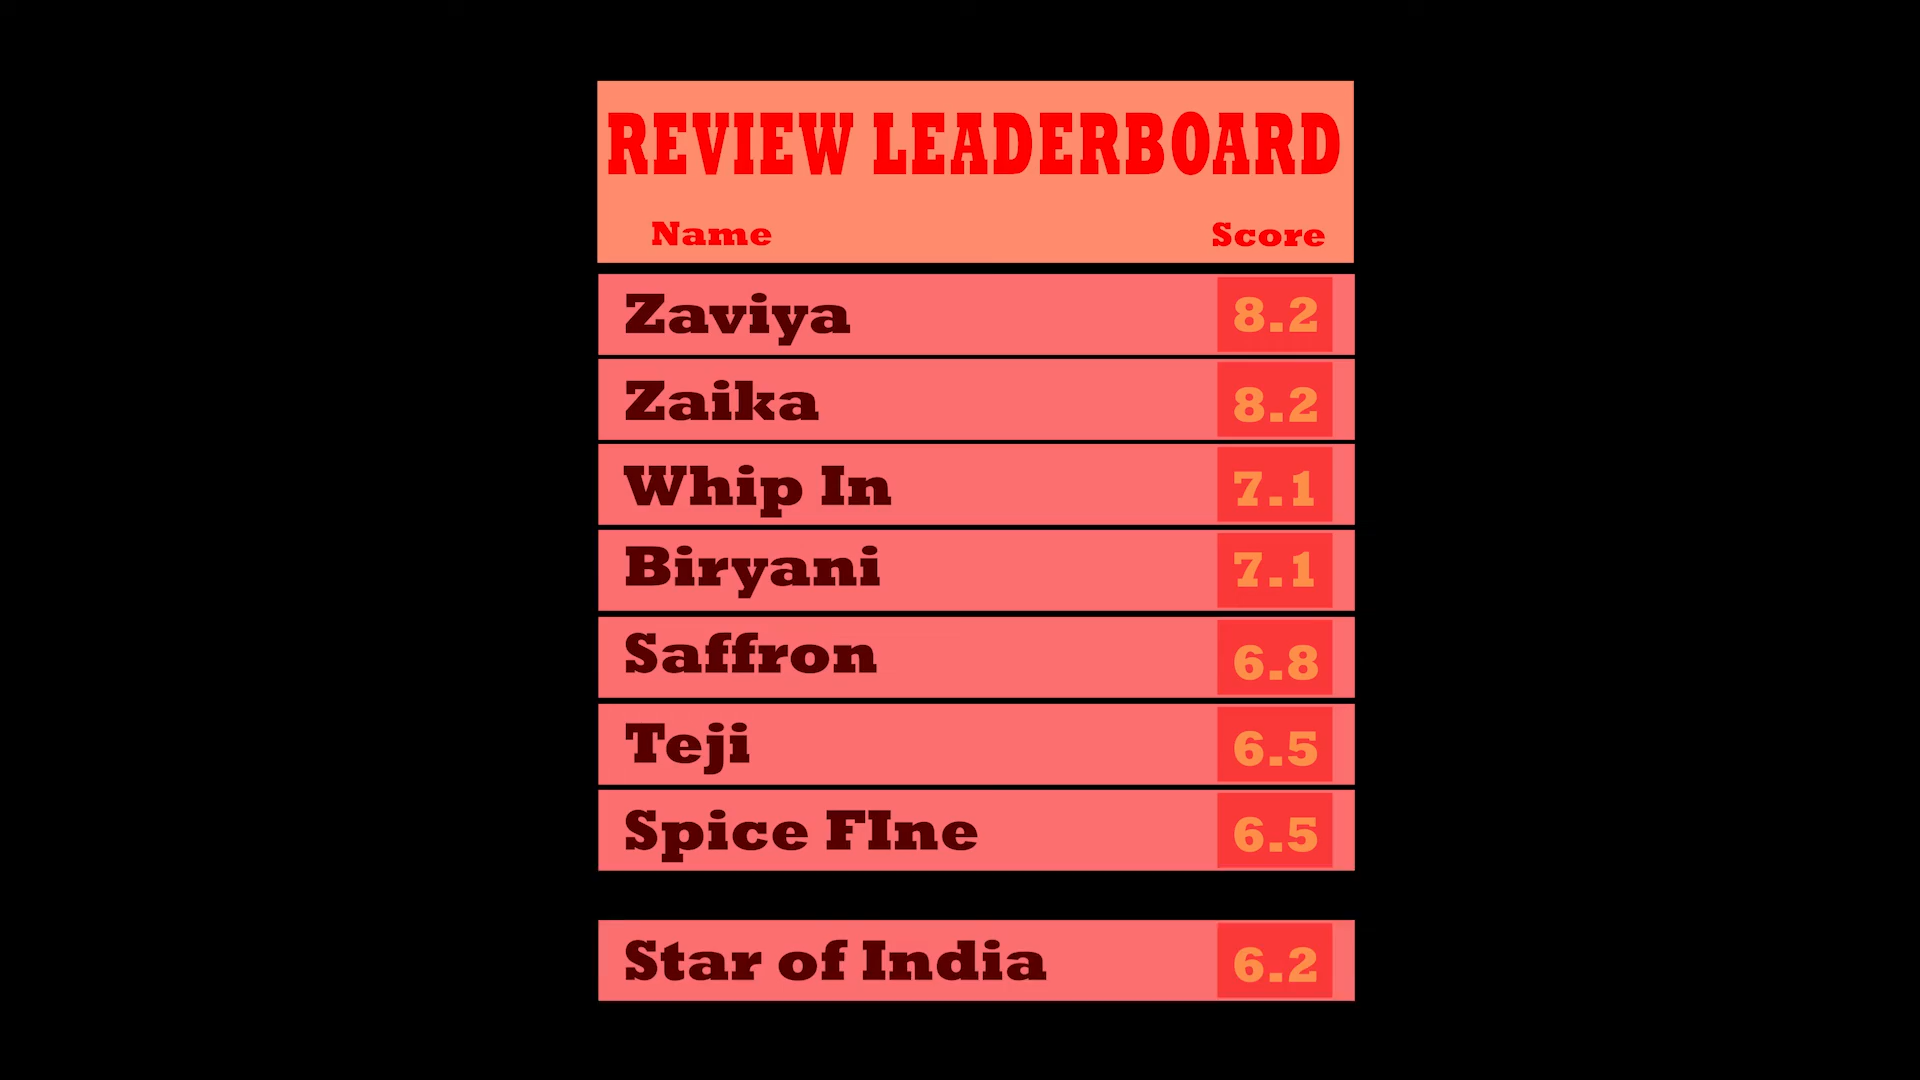 REVIEW LEADERBOARD
Name Score
Zaviya 8.2
Zaika 8.2
Whip In 7.1
Biryani 7.1
Saffron 6.8
Teji 6.5
Spice FIne 6.5
Star of India 6.2